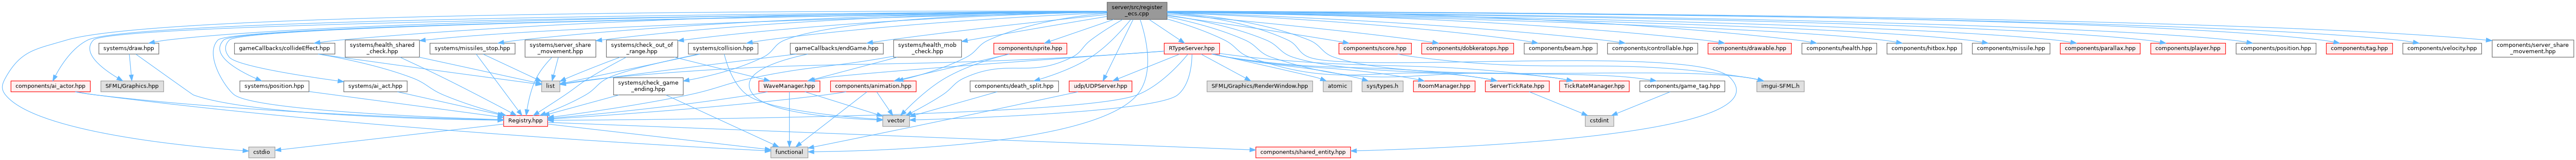 server/src/register
_ecs.cpp
systems/draw.hpp
gameCallbacks/collideEffect.hpp
systems/health_shared
_check.hpp
systems/missiles_stop.hpp
systems/server_share
_movement.hpp
systems/check_out_of
_range.hpp
systems/collision.hpp
gameCallbacks/endGame.hpp
systems/health_mob
_check.hpp
components/sprite.hpp
RTypeServer.hpp
components/score.hpp
components/dobkeratops.hpp
components/beam.hpp
components/controllable.hpp
components/drawable.hpp
components/health.hpp
components/hitbox.hpp
components/missile.hpp
components/parallax.hpp
components/player.hpp
components/position.hpp
components/tag.hpp
components/velocity.hpp
components/server_share
_movement.hpp
components/ai_actor.hpp
SFML/Graphics.hpp
systems/position.hpp
systems/ai_act.hpp
list
systems/check_game
_ending.hpp
WaveManager.hpp
components/animation.hpp
components/death_split.hpp
udp/UDPServer.hpp
SFML/Graphics/RenderWindow.hpp
atomic
sys/types.h
RoomManager.hpp
ServerTickRate.hpp
TickRateManager.hpp
components/game_tag.hpp
imgui-SFML.h
Registry.hpp
vector
cstdint
cstdio
functional
components/shared_entity.hpp